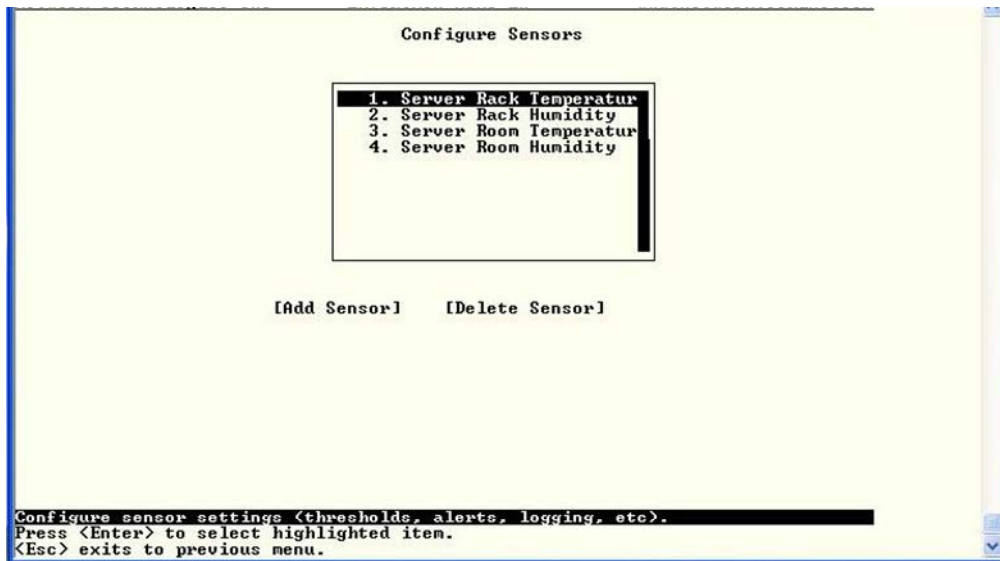 Configure Sensors
1. Server Rack Temperatur
2. Server Rack Humidity
3. Server Room Temperatur
4. Server Room Humidity
[Add Sensor] [Delete Sensor]
Configure sensor settings (thresholds, alerts, logging, etc).
Press <Enter> to select highlighted item.
<Esc> exits to previous menu.